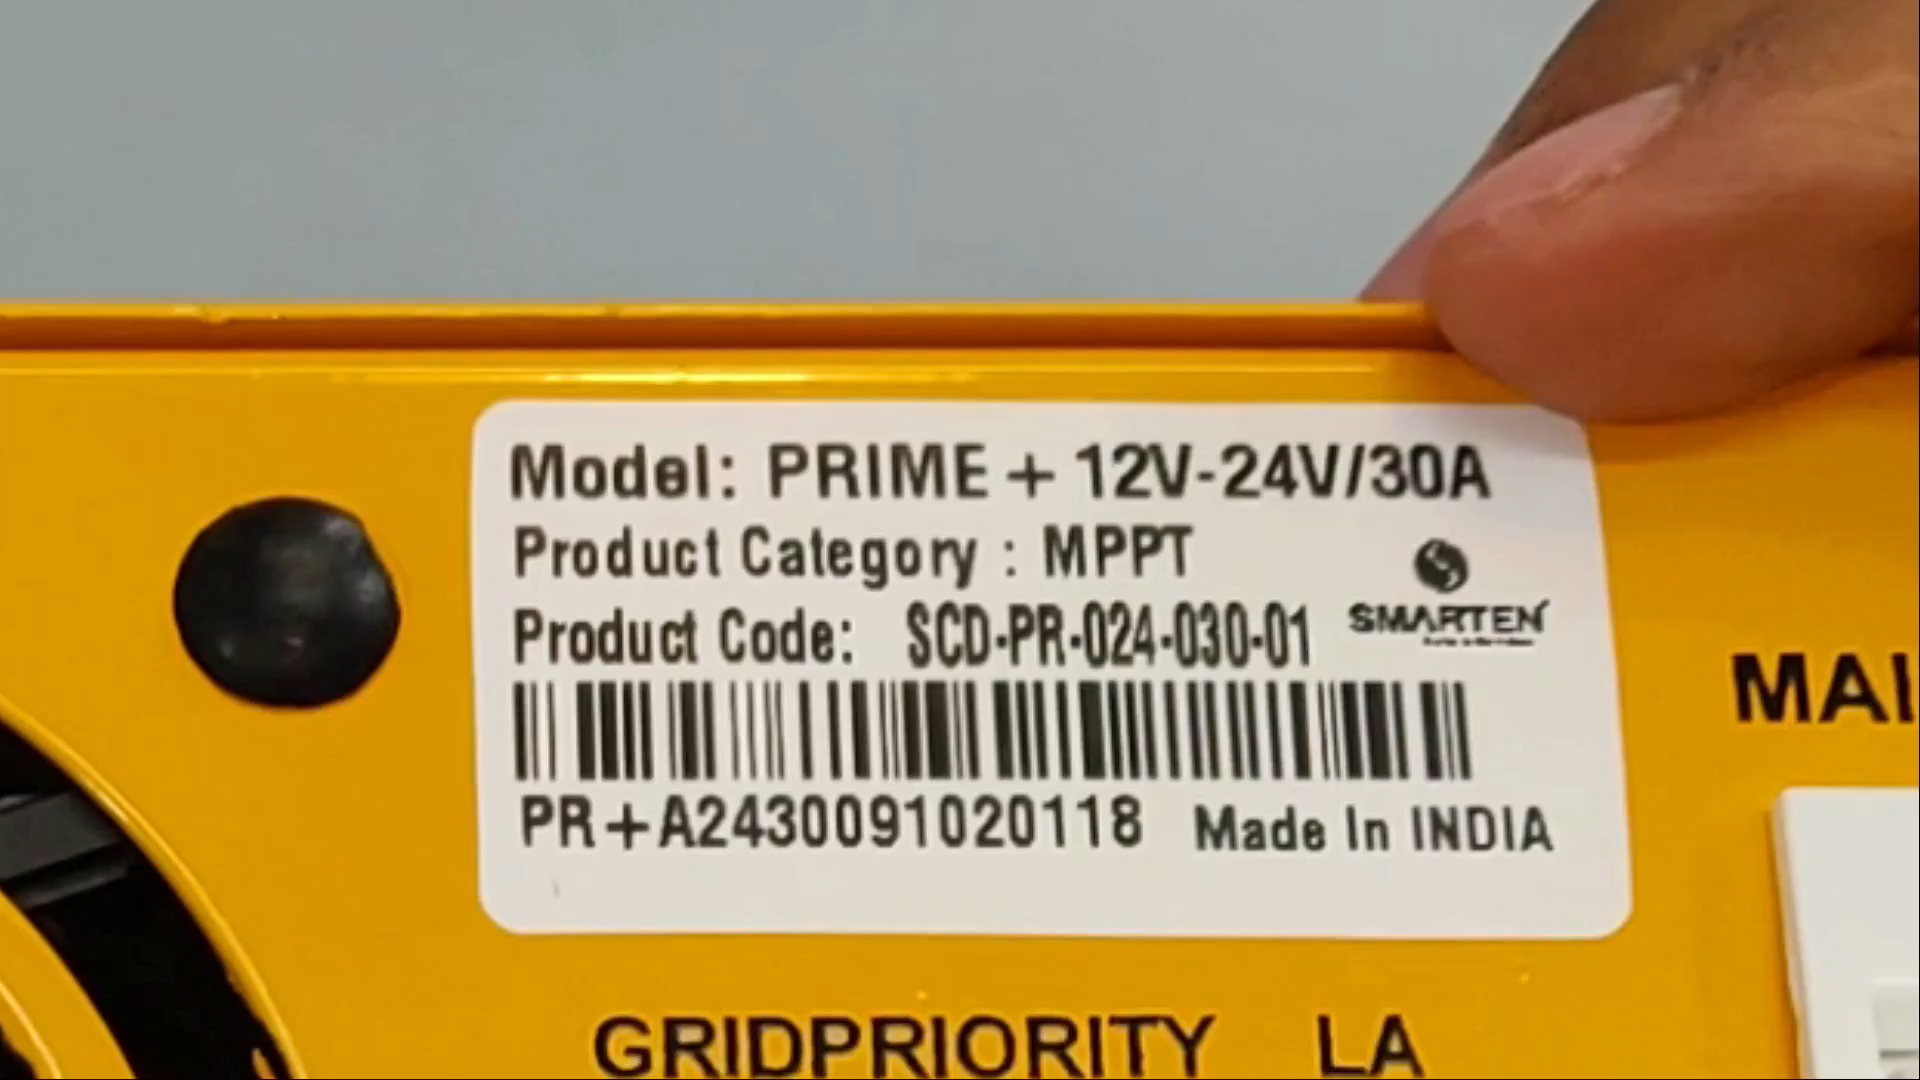 Model: PRIME + 12V-24V/30A
Product Category : MPPT
Product Code: SCD-PR-024-030-01
SMARTEN
PR+A2430091020118 Made In INDIA
MAI
GRIDPRIORITY LA